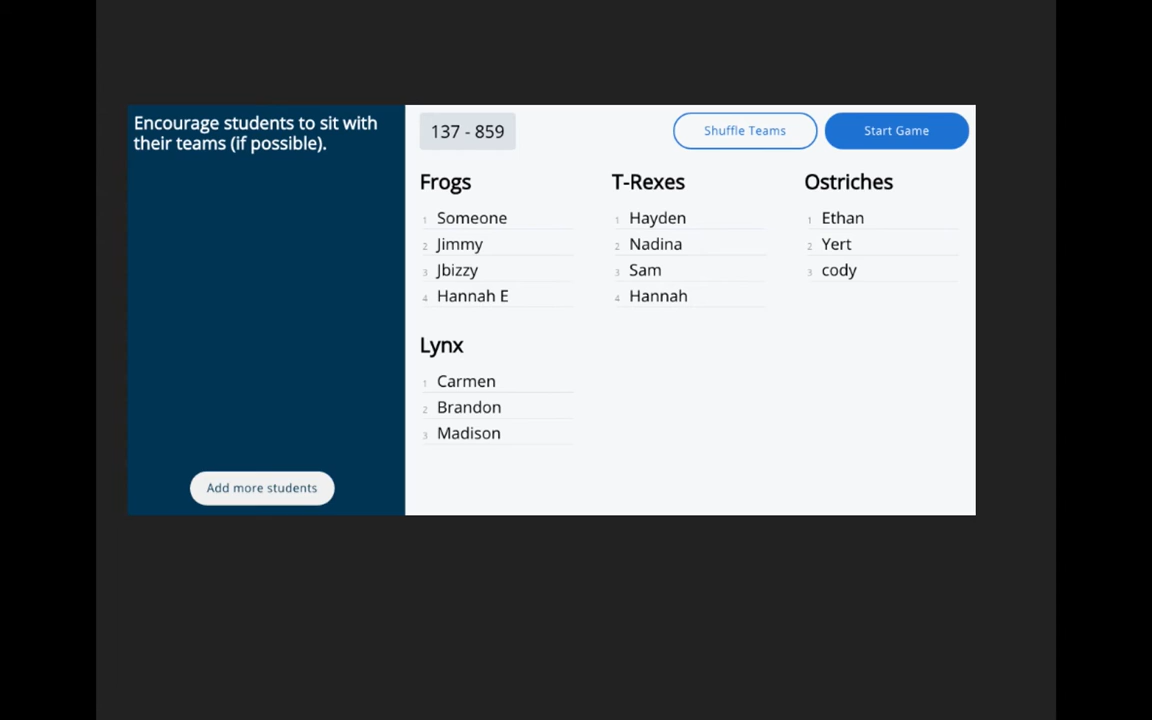 Encourage students to sit with
their teams (if possible).
Add more students
137 - 859
Shuffle Teams
Start Game
Frogs
1 Someone
2 Jimmy
3 Jbizzy
4 Hannah E
T-Rexes
1 Hayden
2 Nadina
3 Sam
4 Hannah
Ostriches
1 Ethan
2 Yert
3 cody
Lynx
1 Carmen
2 Brandon
3 Madison